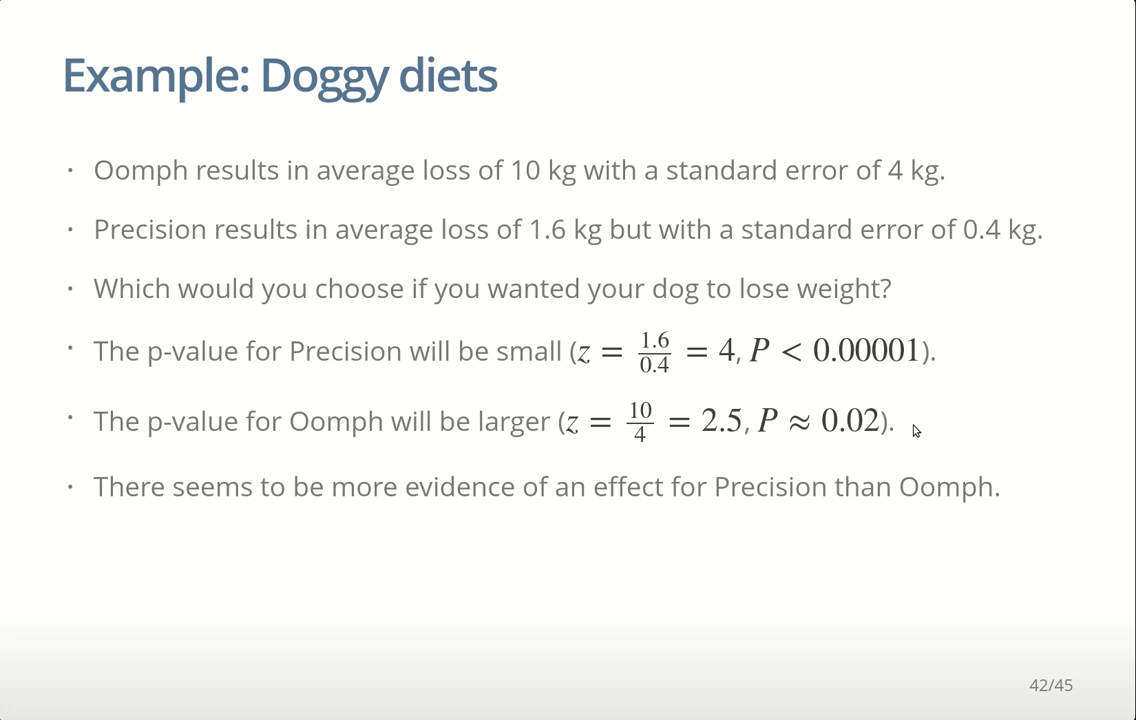 Example: Doggy diets
· Oomph results in average loss of 10 kg with a standard error of 4 kg.
· Precision results in average loss of 1.6 kg but with a standard error of 0.4 kg.
· Which would you choose if you wanted your dog to lose weight?
· The p-value for Precision will be small (z = 1.6/0.4 = 4, P < 0.00001).
· The p-value for Oomph will be larger (z = 10/4 = 2.5, P ≈ 0.02).
· There seems to be more evidence of an effect for Precision than Oomph.
42/45